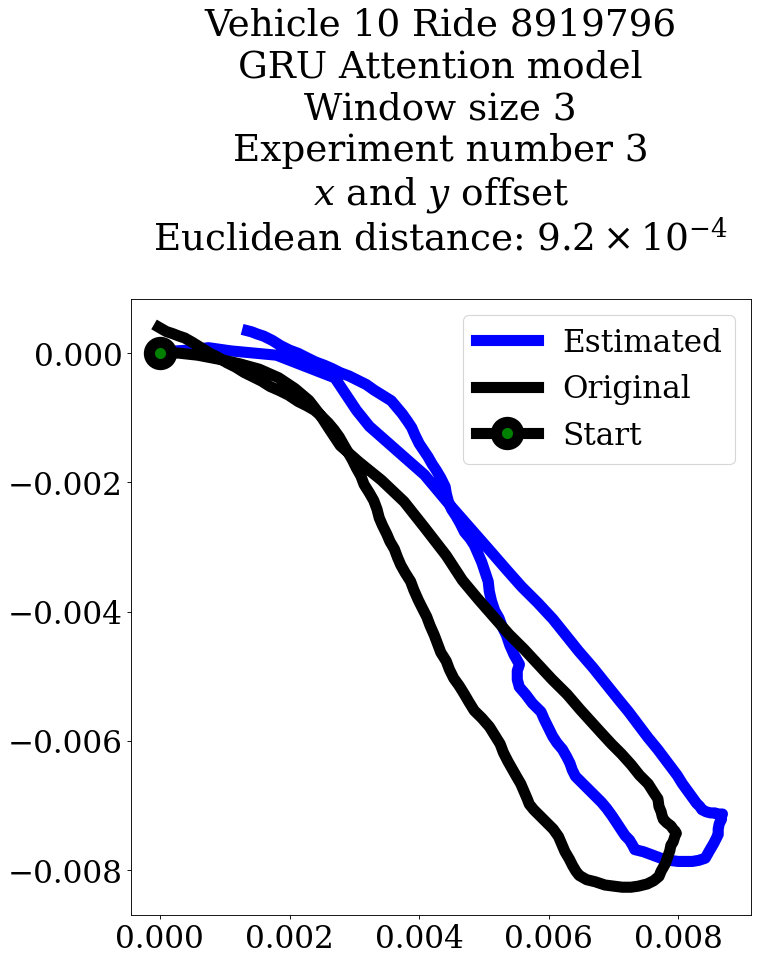 Vehicle 10 Ride 8919796
GRU Attention model
Window size 3
Experiment number 3
x and y offset
Euclidean distance: 9.2 × 10⁻⁴
Estimated
Original
Start
0.000
−0.002
−0.004
−0.006
−0.008
0.000 0.002 0.004 0.006 0.008